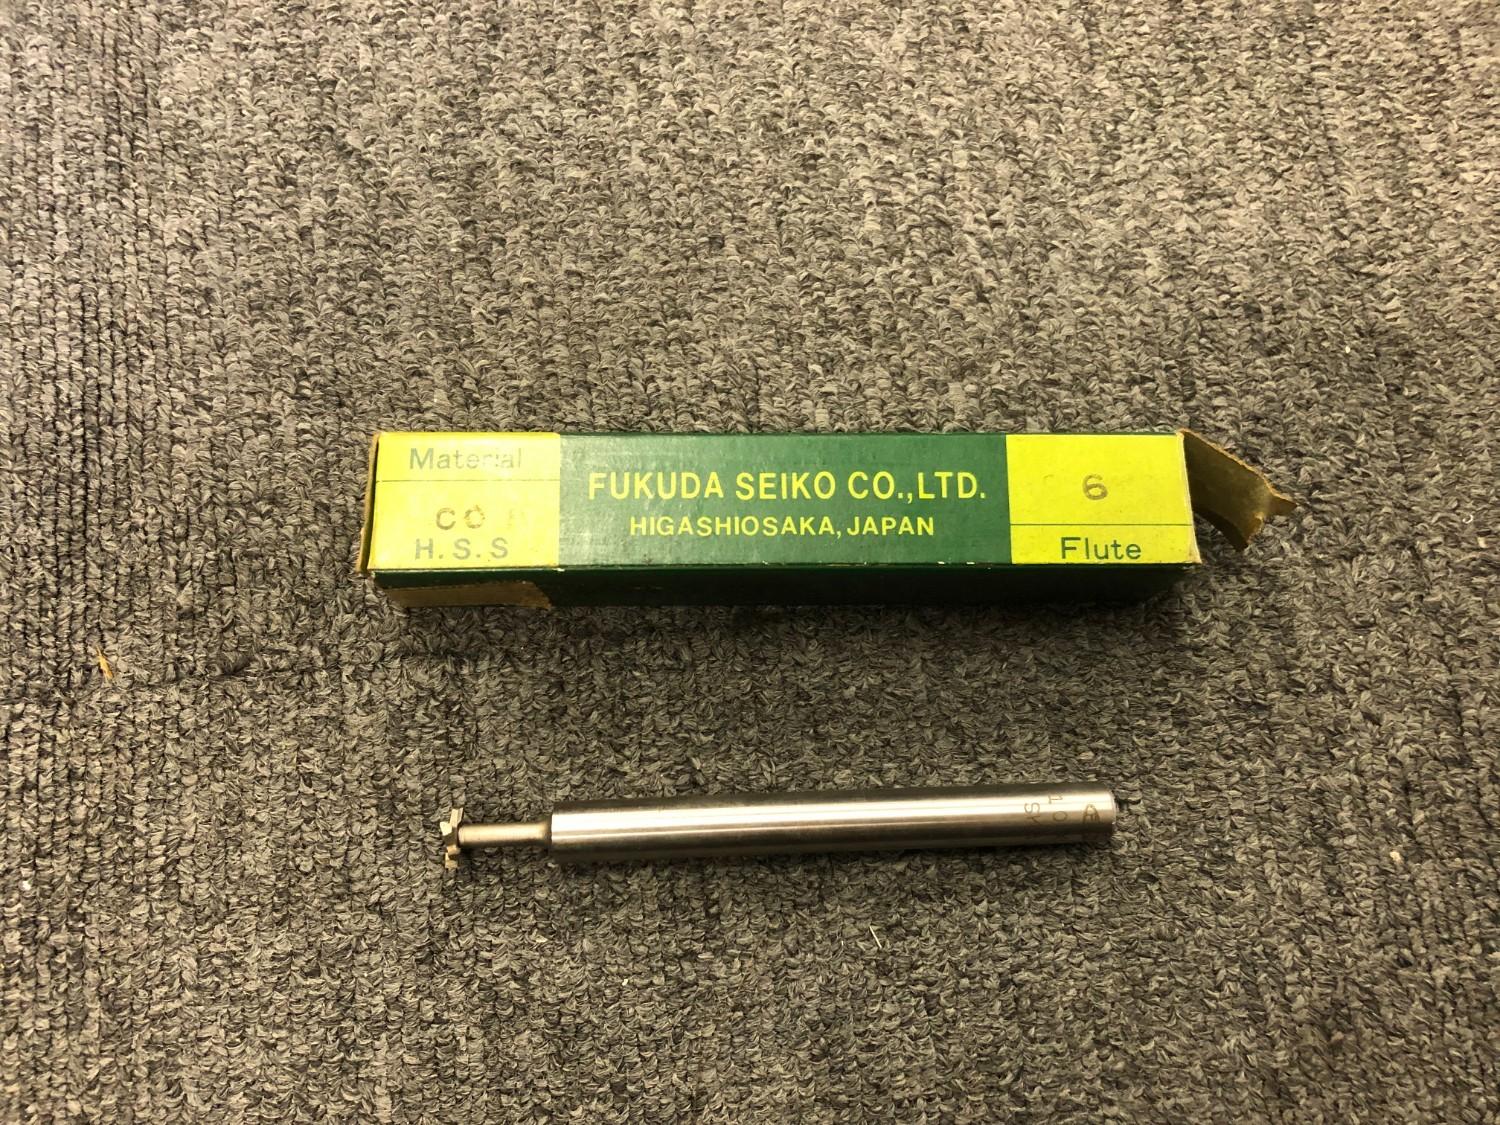 Material
CO
H.S.S
FUKUDA SEIKO CO.,LTD.
HIGASHIOSAKA, JAPAN
6
Flute